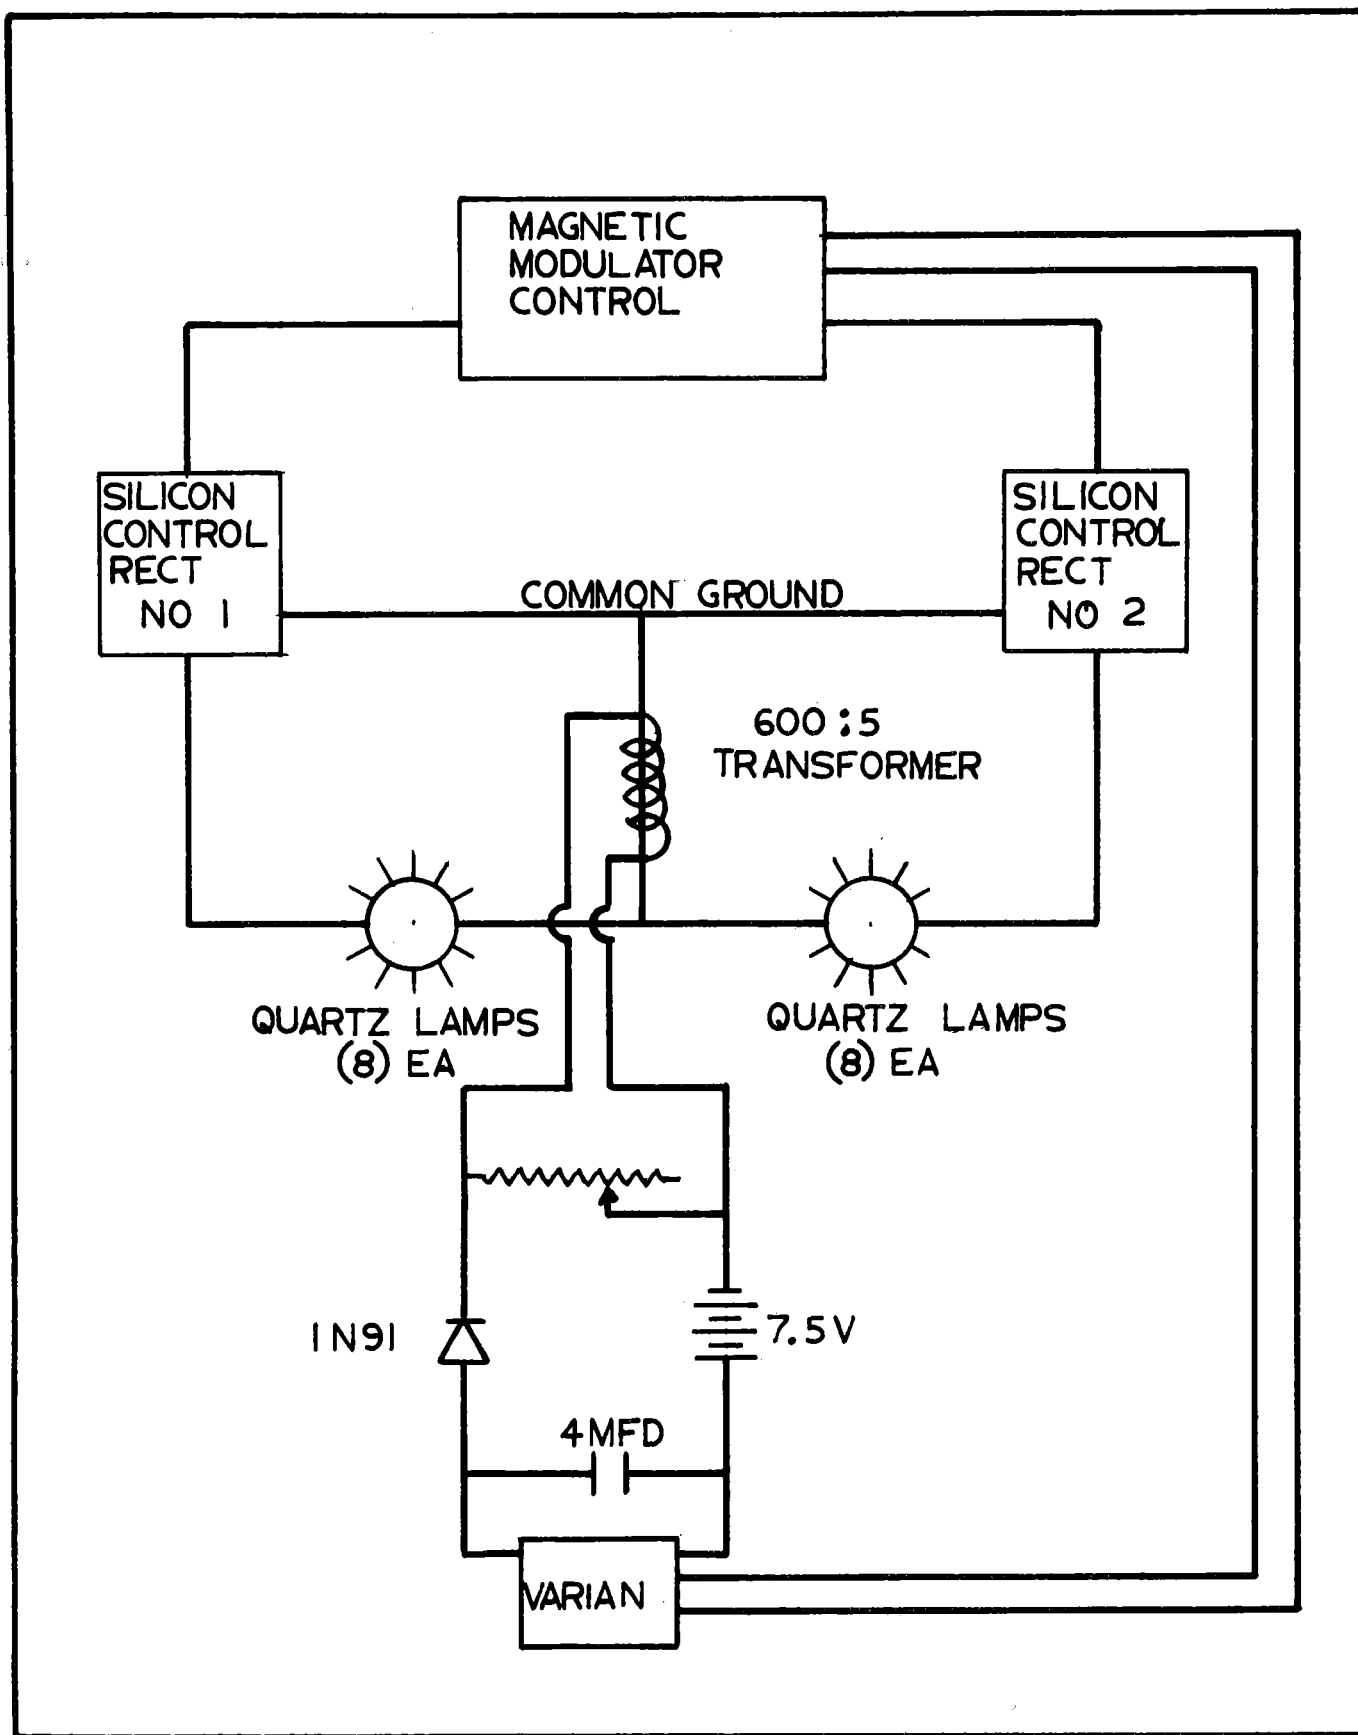 MAGNETIC
MODULATOR
CONTROL
SILICON
CONTROL
RECT
NO 1
SILICON
CONTROL
RECT
NO 2
COMMON GROUND
600:5
TRANSFORMER
QUARTZ LAMPS
(8) EA
QUARTZ LAMPS
(8) EA
1N91
7.5V
4MFD
VARIAN